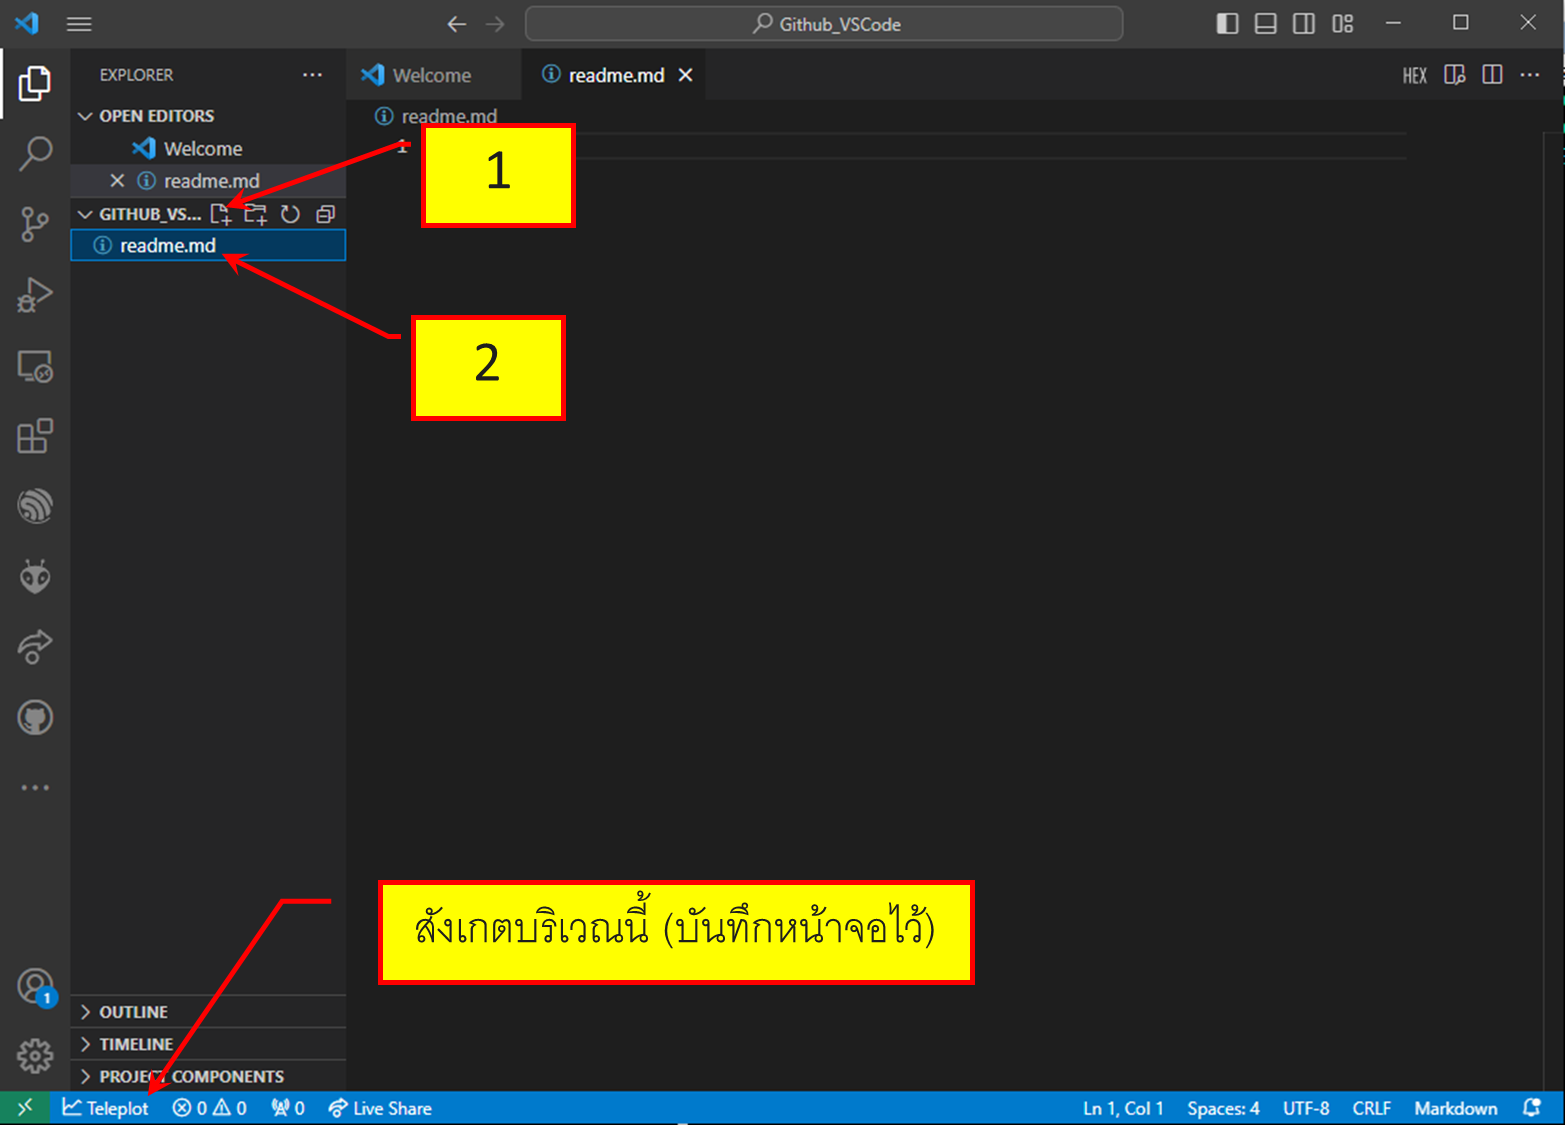 Github_VSCode
EXPLORER
Welcome
readme.md
HEX
OPEN EDITORS
readme.md
Welcome
1
1
readme.md
GITHUB_VS...
readme.md
2
สังเกตบริเวณนี้ (บันทึกหน้าจอไว้)
1
OUTLINE
TIMELINE
PROJECT COMPONENTS
Teleplot 0 0 0 Live Share Ln 1, Col 1 Spaces: 4 UTF-8 CRLF Markdown